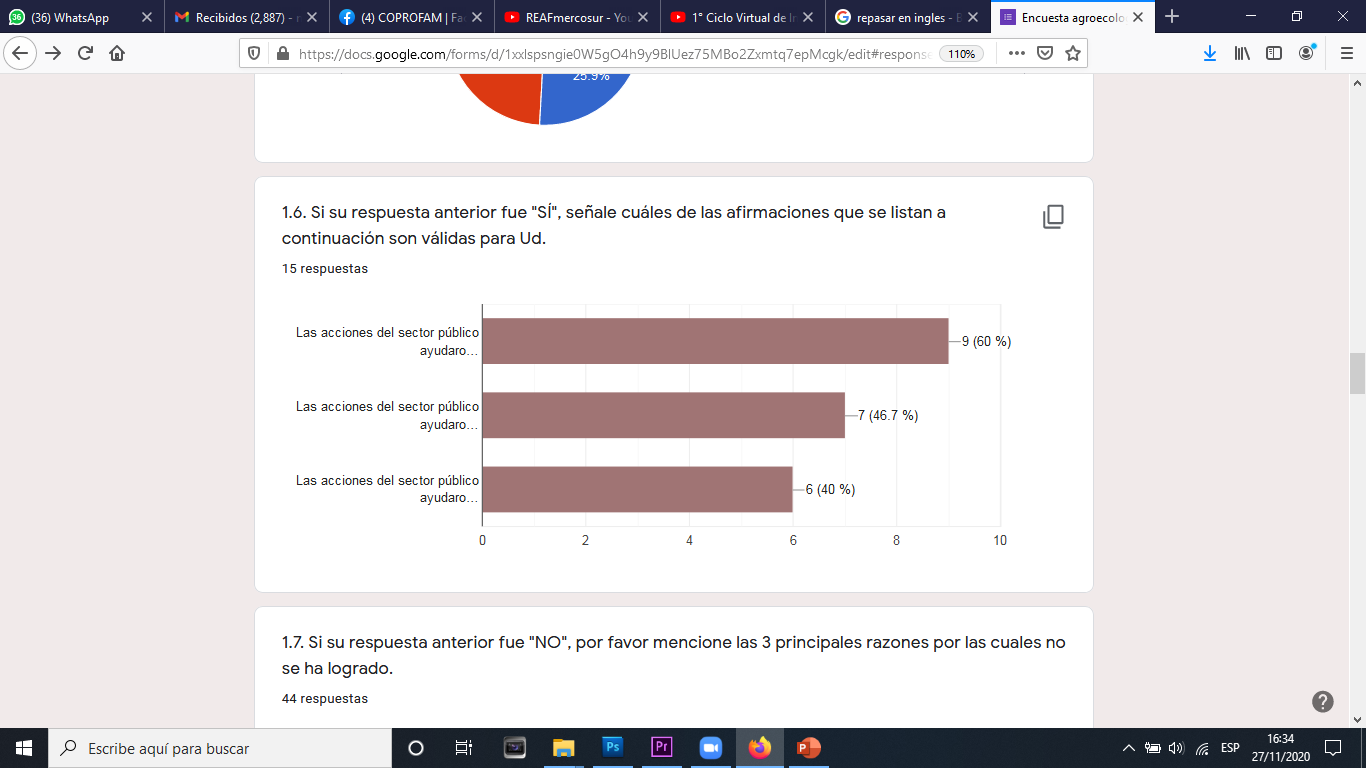 (36) WhatsApp
Recibidos (2,887) -
(4) COPROFAM | Fa
REAFmercosur - You
1° Ciclo Virtual de In
repasar en ingles - B
Encuesta agroecolo
https://docs.google.com/forms/d/1xxlspsngie0W5gO4h9y9BlUez75MBo2Zxmtq7epMcgk/edit#response
110%
25.9%
1.6. Si su respuesta anterior fue "SÍ", señale cuáles de las afirmaciones que se listan a
continuación son válidas para Ud.
15 respuestas
Las acciones del sector público
ayudaro...
9 (60 %)
Las acciones del sector público
ayudaro...
7 (46.7 %)
Las acciones del sector público
ayudaro...
6 (40 %)
0 2 4 6 8 10
1.7. Si su respuesta anterior fue "NO", por favor mencione las 3 principales razones por las cuales no
se ha logrado.
44 respuestas
Escribe aquí para buscar
Ps
Pr
P
ESP
16:34
27/11/2020